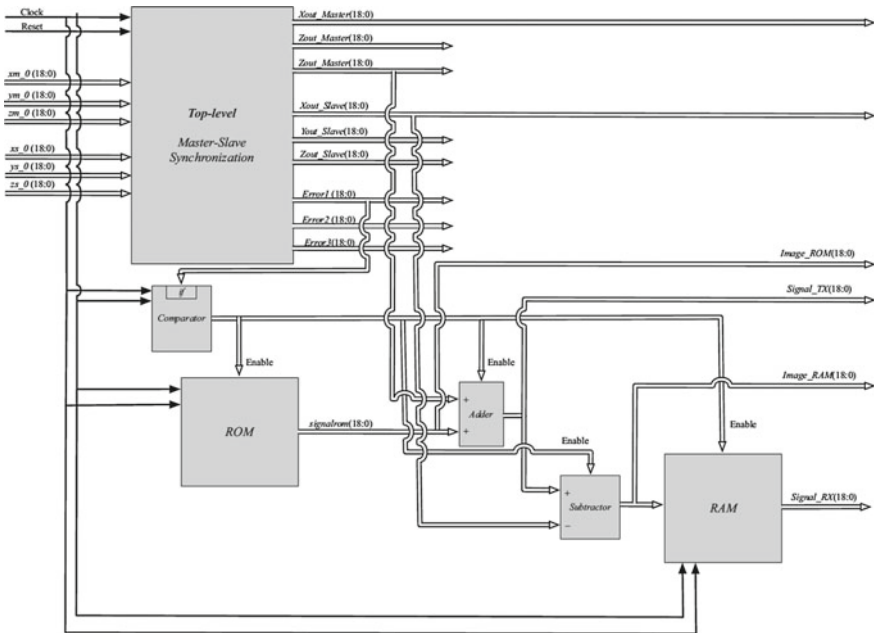 Clock
Reset
xm_0 (18:0)
ym_0 (18:0)
zm_0 (18:0)
xs_0 (18:0)
ys_0 (18:0)
zs_0 (18:0)
Top-level
Master-Slave
Synchronization
Xout_Master(18:0)
Zout_Master(18:0)
Zout_Master(18:0)
Xout_Slave(18:0)
Yout_Slave(18:0)
Zout_Slave(18:0)
Error1 (18:0)
Error2 (18:0)
Error3(18:0)
Image_ROM(18:0)
Signal_TX(18:0)
if
Comparator
Enable
Enable
Image_RAM(18:0)
ROM
signalrom(18:0)
+
Adder
+
Enable
Enable
+
Subtractor
−
RAM
Signal_RX(18:0)